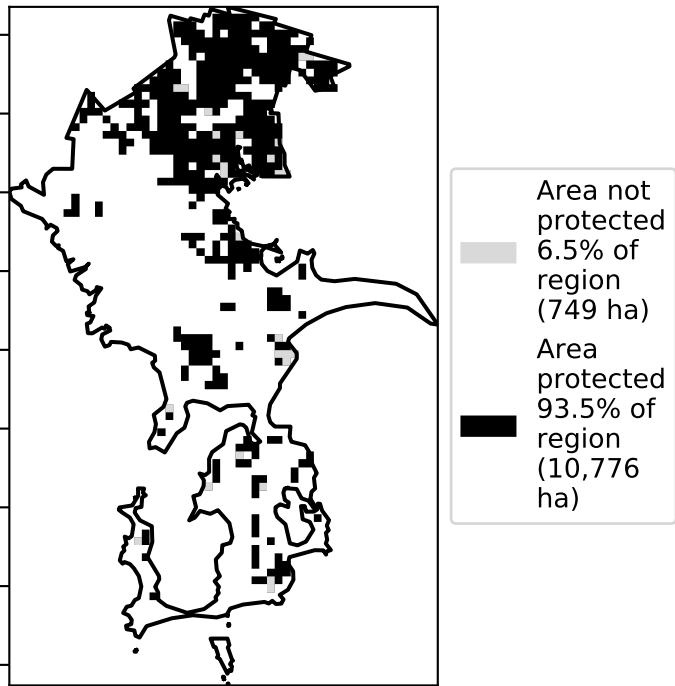 Area not
protected
6.5% of
region
(749 ha)
Area
protected
93.5% of
region
(10,776
ha)